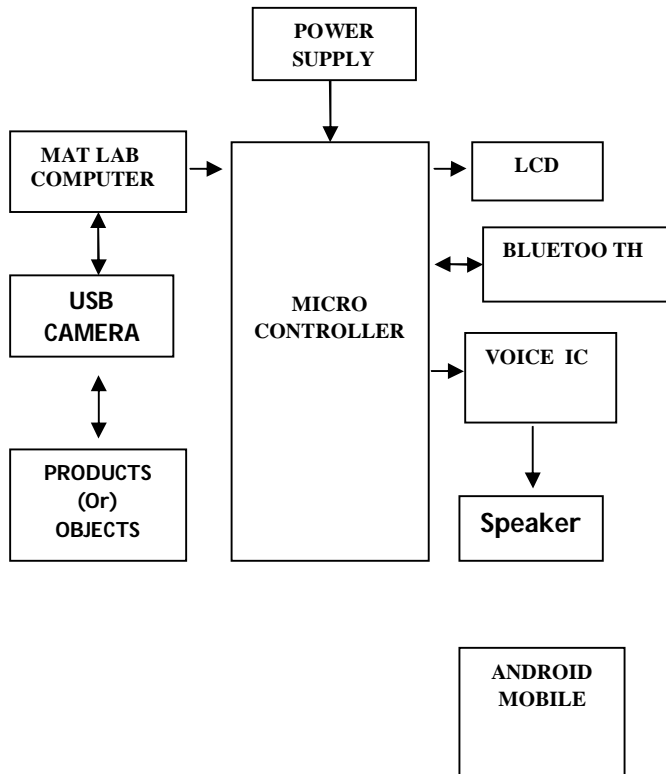 POWER
SUPPLY
MAT LAB
COMPUTER
LCD
BLUETOO TH
USB
CAMERA
MICRO
CONTROLLER
VOICE IC
PRODUCTS
(Or)
OBJECTS
Speaker
ANDROID
MOBILE